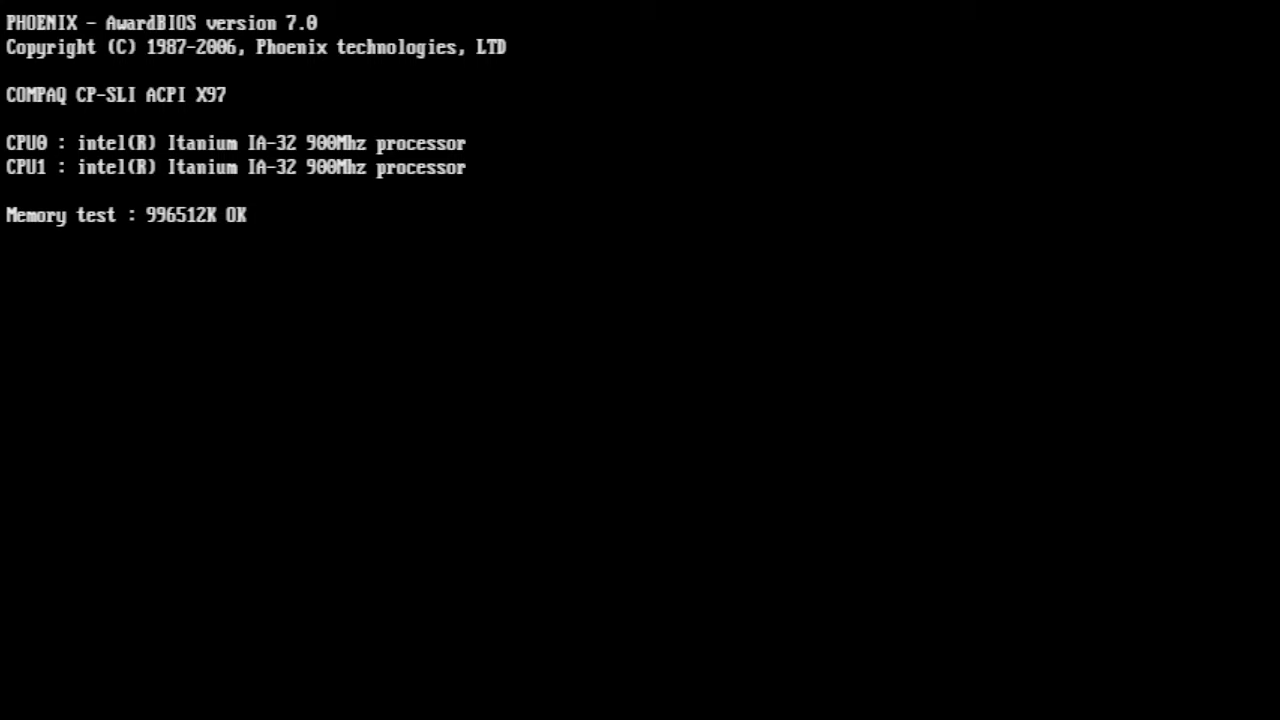 PHOENIX - AwardBIOS version 7.0
Copyright (C) 1987-2006, Phoenix technologies, LTD
COMPAQ CP-SLI ACPI X97
CPU0 : intel(R) Itanium IA-32 900Mhz processor
CPU1 : intel(R) Itanium IA-32 900Mhz processor
Memory test : 996512K OK